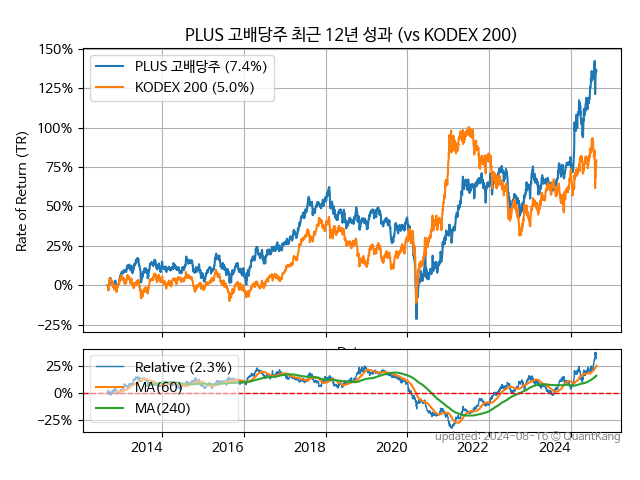 PLUS 고배당주 최근 12년 성과 (vs KODEX 200)
150%
125%
100%
75%
50%
25%
0%
−25%
Rate of Return (TR)
PLUS 고배당주 (7.4%)
KODEX 200 (5.0%)
25%
0%
−25%
Relative (2.3%)
MA(60)
MA(240)
2014 2016 2018 2020 2022 2024
updated: 2024-08-16 © QuantKang